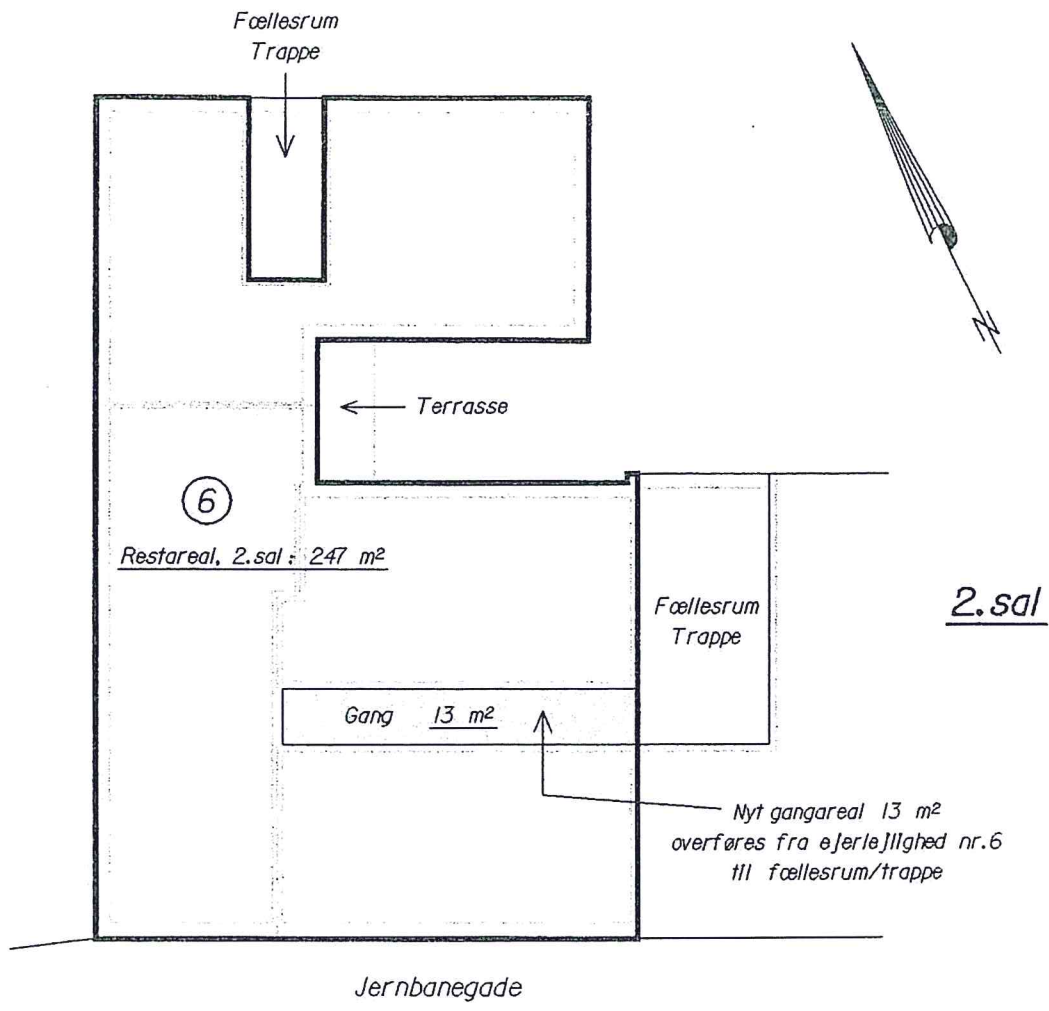 Fællesrum
Trappe
Terrasse
6
Restareal, 2.sal: 247 m²
Fællesrum
Trappe
2.sal
Gang 13 m²
Nyt gangareal 13 m²
overføres fra ejerlejlighed nr.6
til fællesrum/trappe
Jernbanegade
N